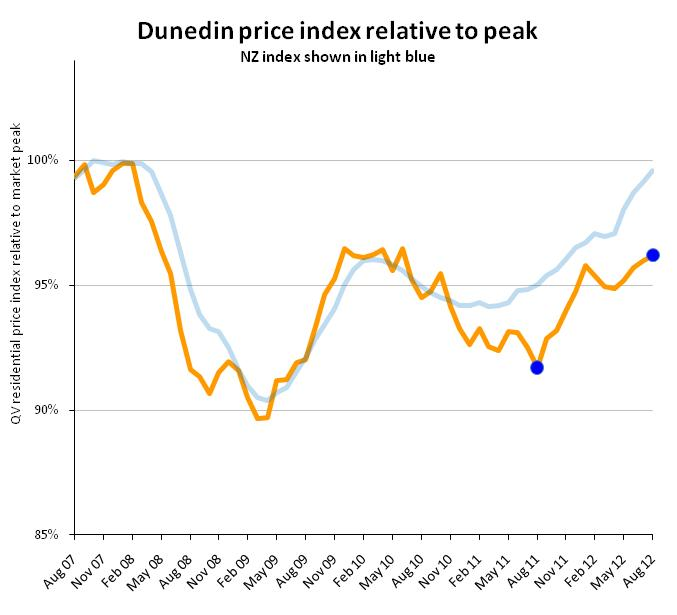 Dunedin price index relative to peak
NZ index shown in light blue
QV residential price index relative to market peak
100%
95%
90%
85%
Aug 07
Nov 07
Feb 08
May 08
Aug 08
Nov 08
Feb 09
May 09
Aug 09
Nov 09
Feb 10
May 10
Aug 10
Nov 10
Feb 11
May 11
Aug 11
Nov 11
Feb 12
May 12
Aug 12